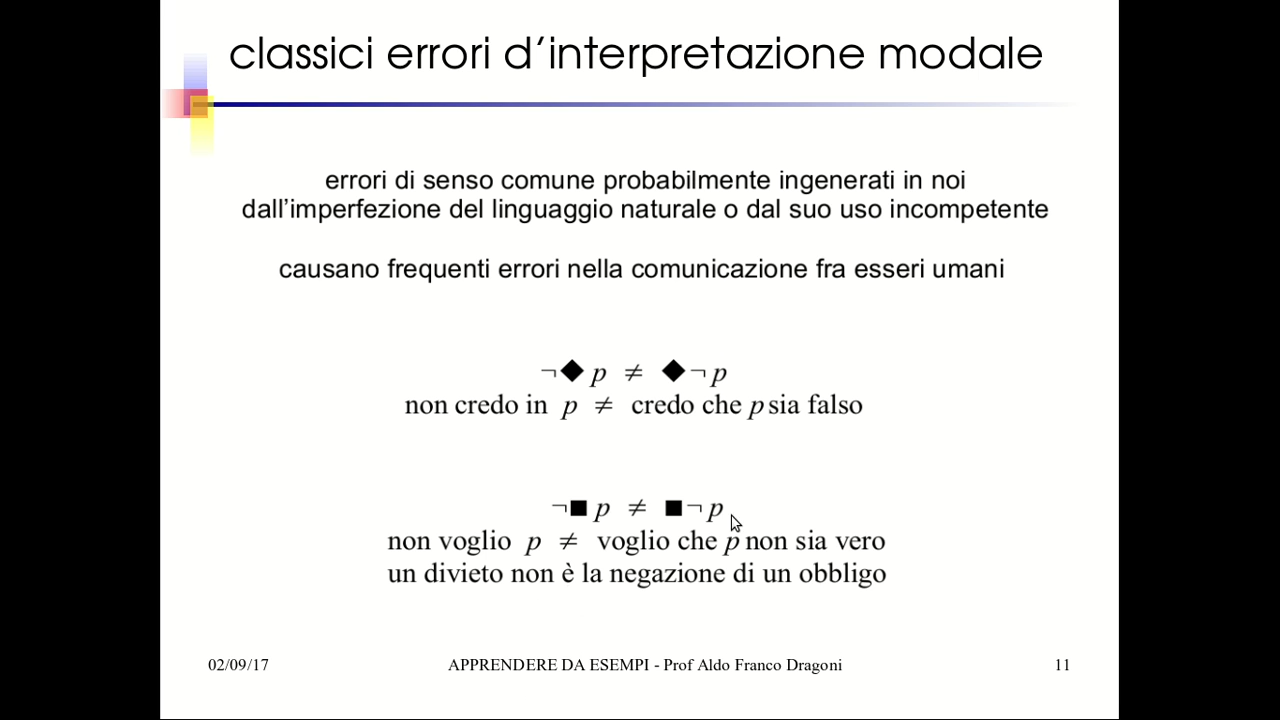 classici errori d’interpretazione modale
errori di senso comune probabilmente ingenerati in noi
dall’imperfezione del linguaggio naturale o dal suo uso incompetente
causano frequenti errori nella comunicazione fra esseri umani
¬◆ p ≠ ◆¬ p
non credo in p ≠ credo che p sia falso
¬■ p ≠ ■¬ p
non voglio p ≠ voglio che p non sia vero
un divieto non è la negazione di un obbligo
02/09/17 APPRENDERE DA ESEMPI - Prof Aldo Franco Dragoni 11